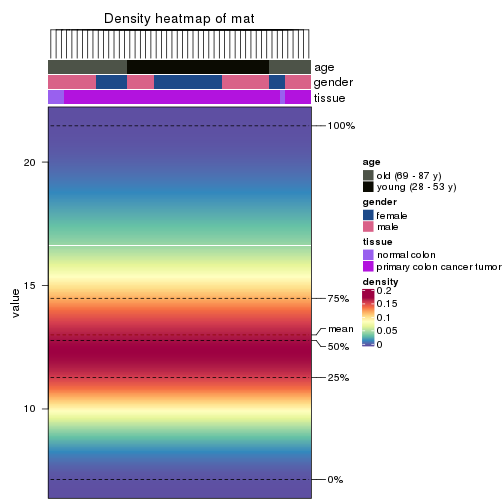 Density heatmap of mat
age
gender
tissue
100%
20
15
10
value
75%
mean
50%
25%
0%
age
old (69 - 87 y)
young (28 - 53 y)
gender
female
male
tissue
normal colon
primary colon cancer tumor
density
0.2
0.15
0.1
0.05
0